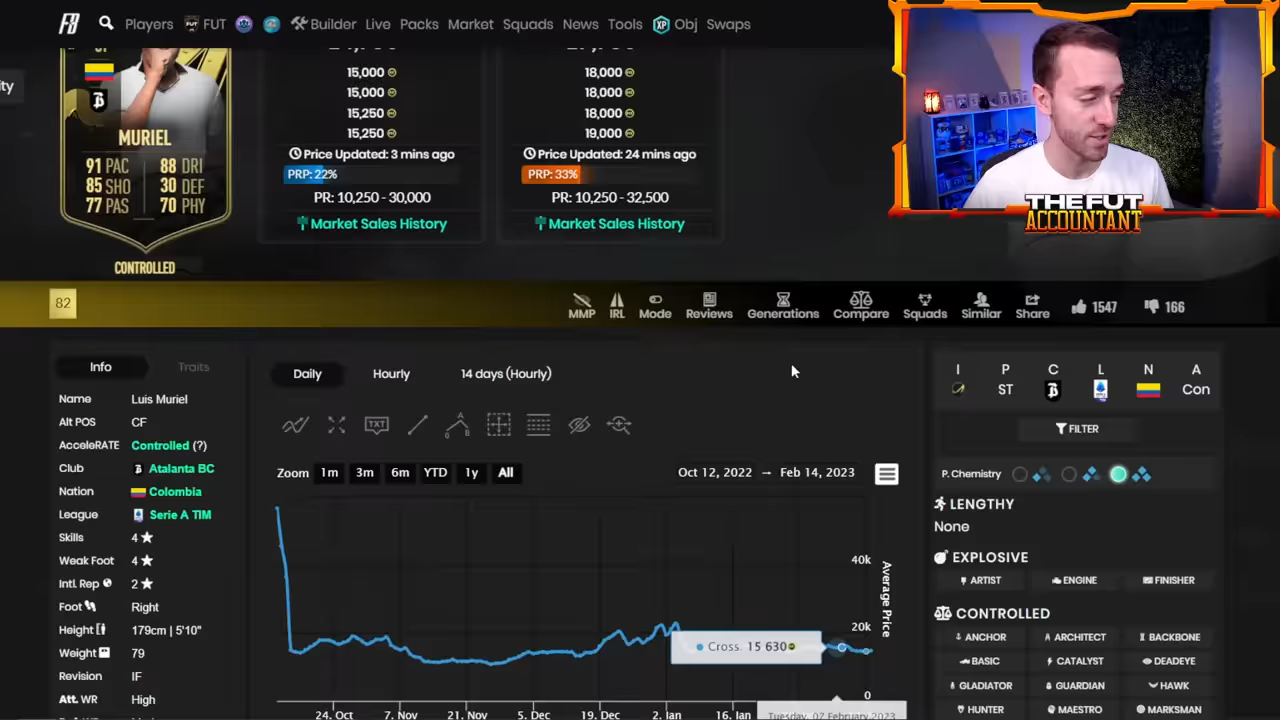 Players FUT Builder Live Packs Market Squads News Tools XP Obj Swaps
ty
MURIEL
91 PAC 88 DRI
85 SHO 30 DEF
77 PAS 70 PHY
CONTROLLED
15,000
15,000
15,250
15,250
Price Updated: 3 mins ago
PRP: 22%
PR: 10,250 - 30,000
Market Sales History
18,000
18,000
18,000
19,000
Price Updated: 24 mins ago
PRP: 33%
PR: 10,250 - 32,500
Market Sales History
THE FUT
ACCOUNTANT
82
MMP IRL Mode Reviews Generations Compare Squads Similar Share 1547 166
Info Traits
Name Luis Muriel
Alt POS CF
AcceleRATE Controlled (?)
Club Atalanta BC
Nation Colombia
League Serie A TIM
Skills 4
Weak Foot 4
Intl. Rep 2
Foot Right
Height 179cm | 5'10"
Weight 79
Revision IF
Att. WR High
Daily Hourly 14 days (Hourly)
TXT
Zoom 1m 3m 6m YTD 1y All
Oct 12, 2022 → Feb 14, 2023
40k
20k
0
Average Price
Cross 15 630
24. Oct 7. Nov 21. Nov 5. Dec 19. Dec 2. Jan 16. Jan
Tuesday, 07 February 2023
I P C L N A
ST Con
FILTER
P. Chemistry
LENGTHY
None
EXPLOSIVE
ARTIST ENGINE FINISHER
CONTROLLED
ANCHOR ARCHITECT BACKBONE
BASIC CATALYST DEADEYE
GLADIATOR GUARDIAN HAWK
HUNTER MAESTRO MARKSMAN